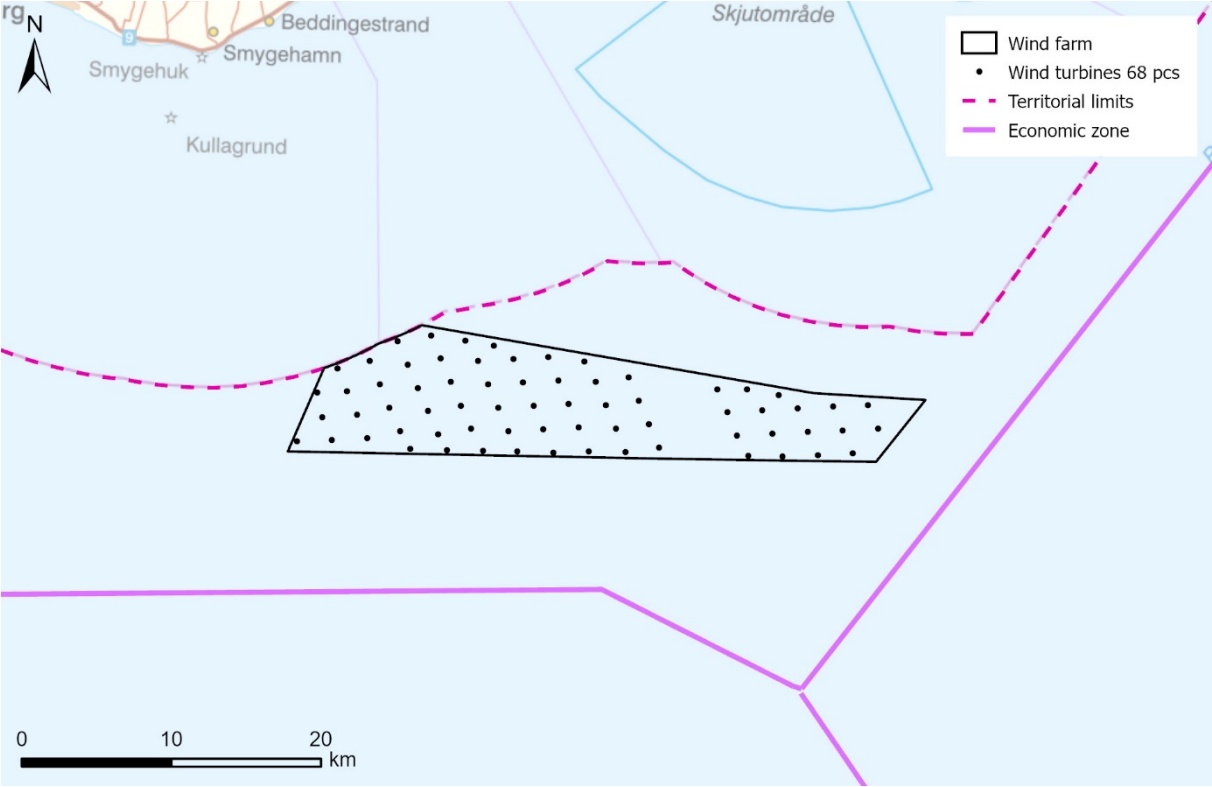 rg
N
9
Beddingestrand
Smygehamn
Smygehuk
Kullagrund
Skjutområde
Wind farm
Wind turbines 68 pcs
Territorial limits
Economic zone
0 10 20
km